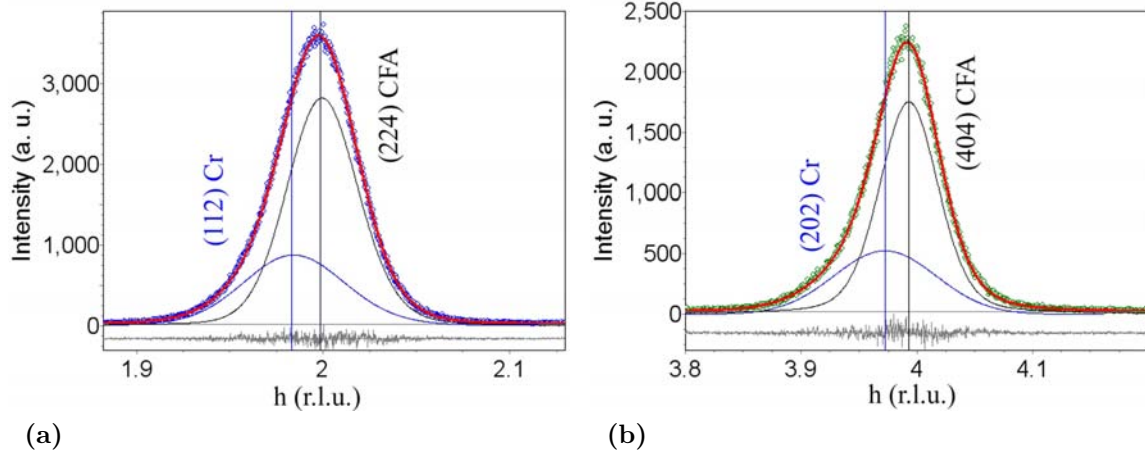 Intensity (a. u.)
3,000
2,000
1,000
0
(112) Cr
(224) CFA
1.9
2
2.1
h (r.l.u.)
(a)
Intensity (a. u.)
2,500
2,000
1,500
1,000
500
0
(202) Cr
(404) CFA
3.8
3.9
4
4.1
h (r.l.u.)
(b)